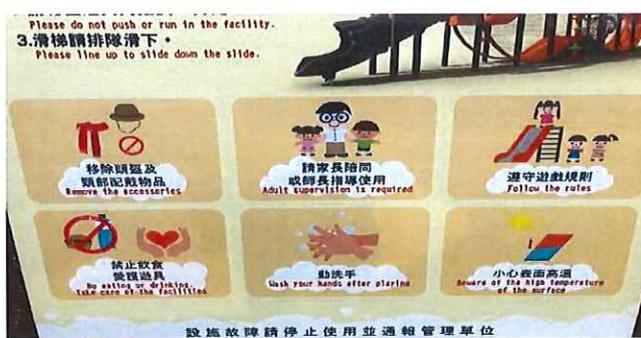 Please do not push or run in the facility.
3.滑梯請排隊滑下。
Please line up to slide down the slide.
移除頭盔及
頸部配戴物品
Remove the accessories
請家長陪同
或師長指導使用
Adult supervision is required
遵守遊戲規則
Follow the rules
禁止飲食
愛護遊具
No eating or drinking.
Take care of the facilities
勤洗手
Wash your hands after playing
小心表面高溫
Beware of the high temperature
of the surface
設施故障請停止使用並通報管理單位